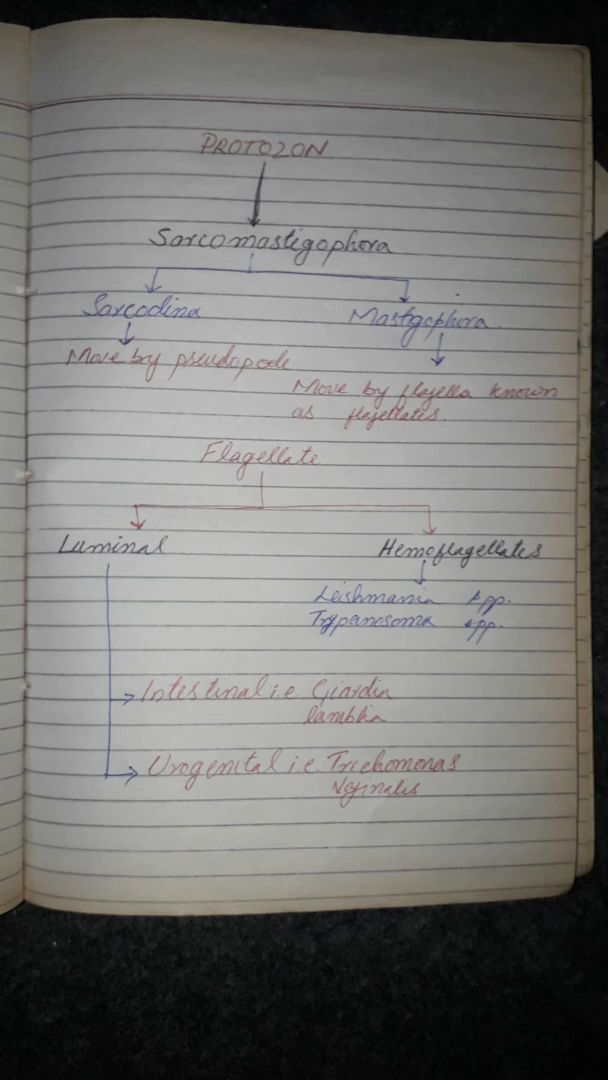 PROTOZON
Sarcomastigophora
Sarcodina
Mastigophora
Move by pseudopode
Move by flagella known
as flagellates.
Flagellate
Luminal
Hemoflagellates
Leishmania spp.
Trypanosoma spp.
Intestinal i.e. Giardia
lamblia
Urogenital i.e. Trichomonas
Vaginalis